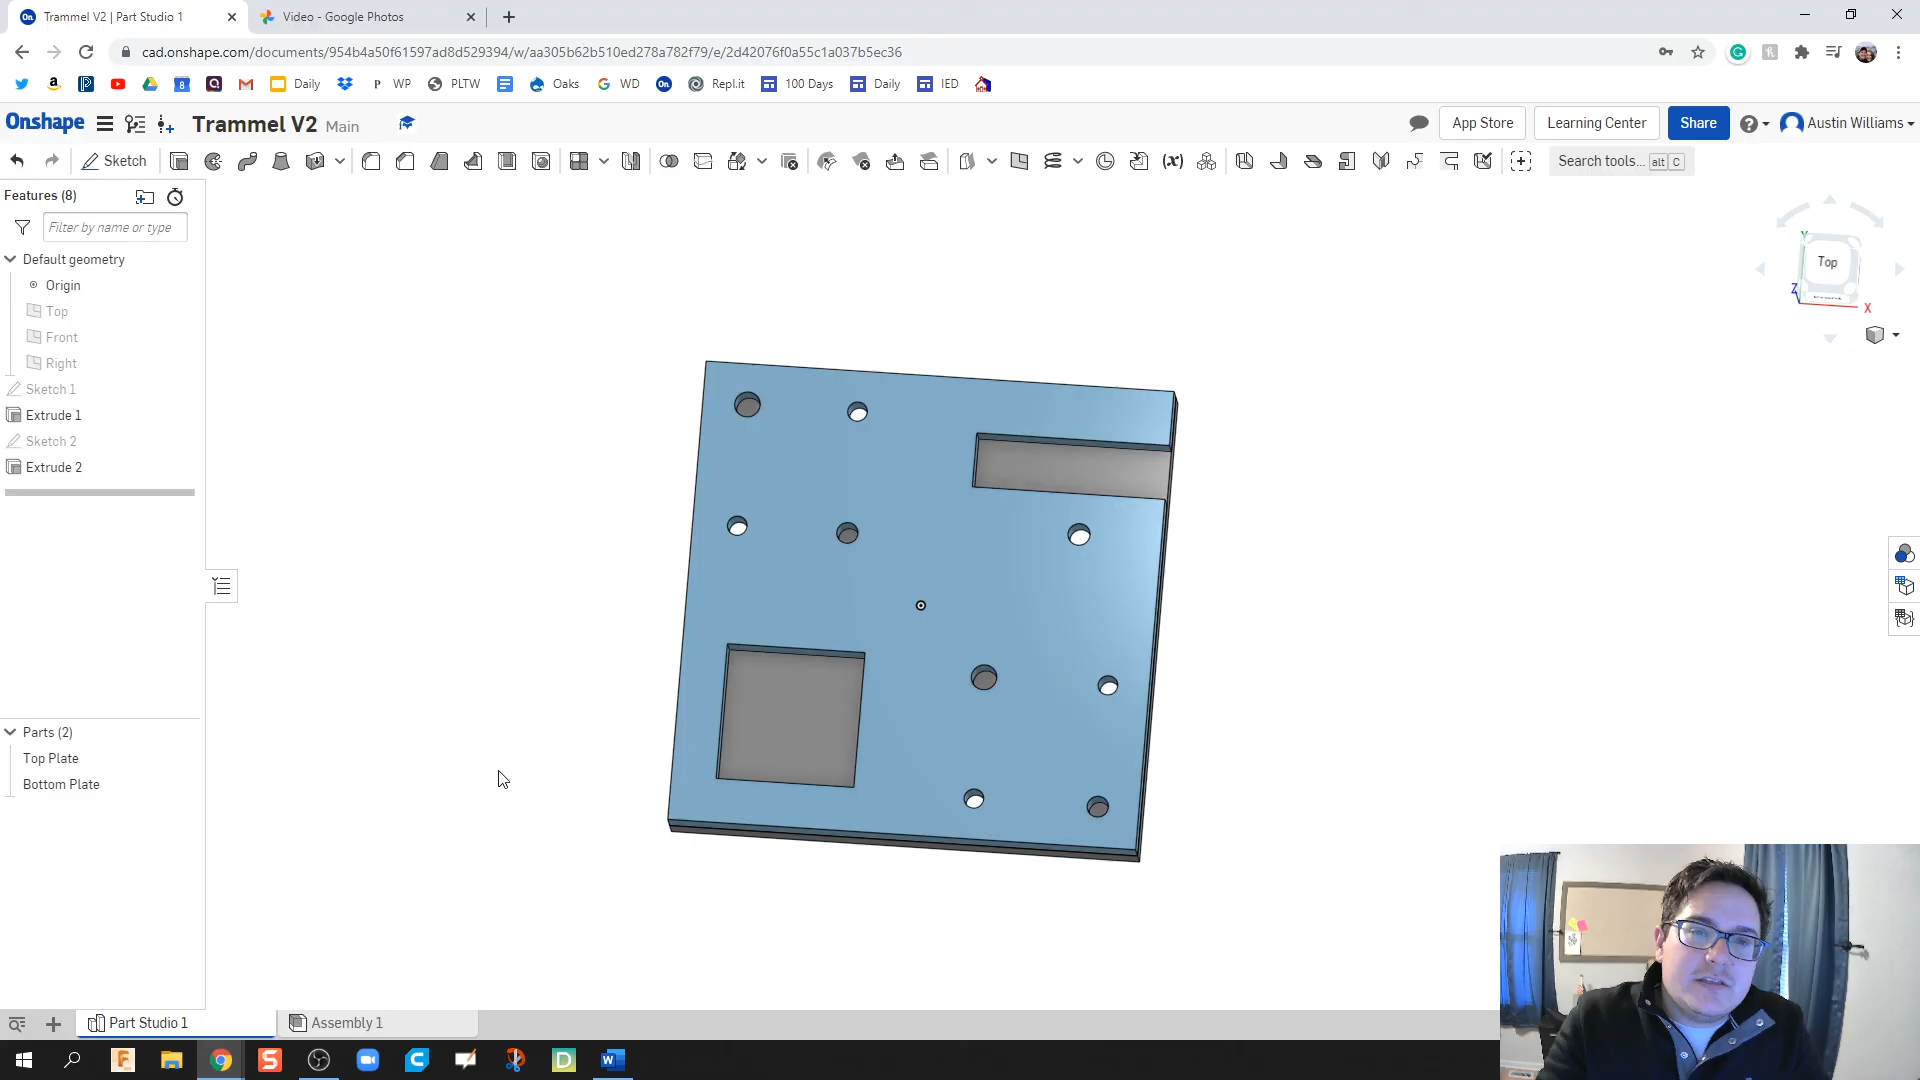 Trammel V2 | Part Studio 1
Video - Google Photos
cad.onshape.com/documents/954b4a50f61597ad8d529394/w/aa305b62b510ed278a782f79/e/2d42076f0a55c1a037b5ec36
Daily
WP
PLTW
Oaks
WD
Repl.it
100 Days
Daily
IED
Onshape
Trammel V2 Main
App Store
Learning Center
Share
Austin Williams
Sketch
Search tools... alt C
Features (8)
Filter by name or type
Default geometry
Origin
Top
Front
Right
Sketch 1
Extrude 1
Sketch 2
Extrude 2
Y
Top
Z
X
Parts (2)
Top Plate
Bottom Plate
Part Studio 1
Assembly 1